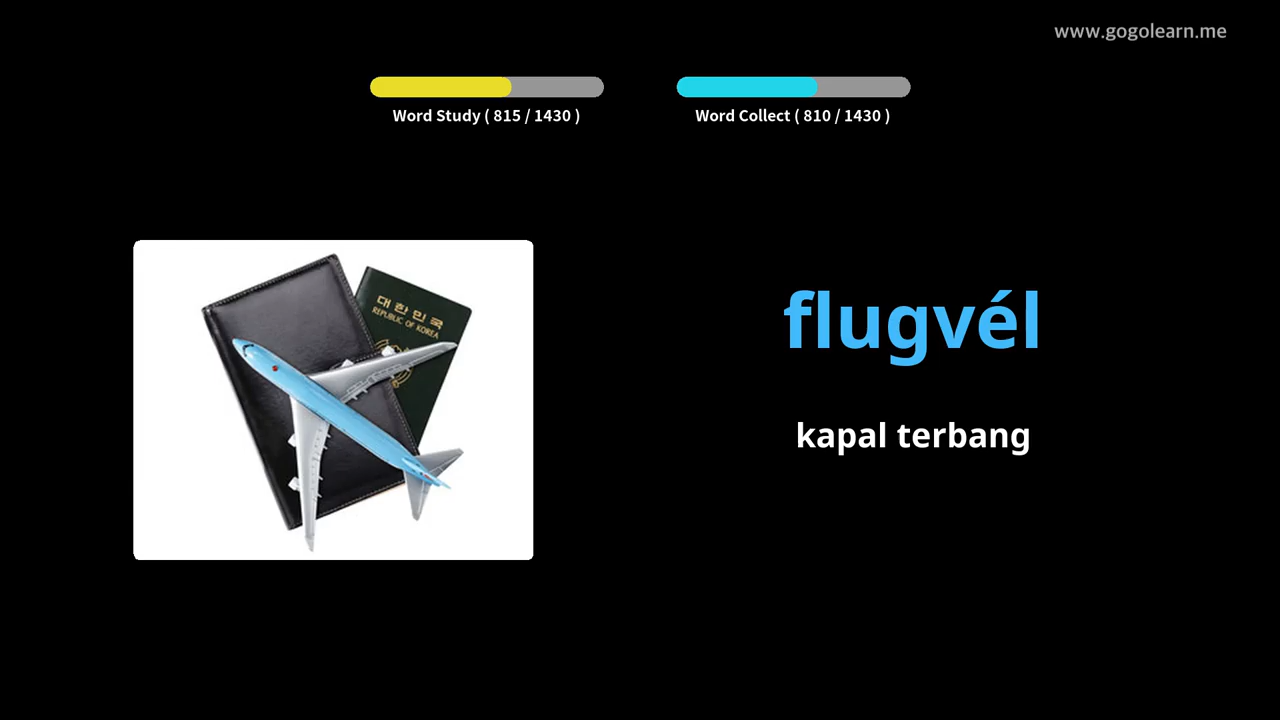 www.gogolearn.me
Word Study ( 815 / 1430 )
Word Collect ( 810 / 1430 )
대한민국
REPUBLIC OF KOREA
flugvél
kapal terbang